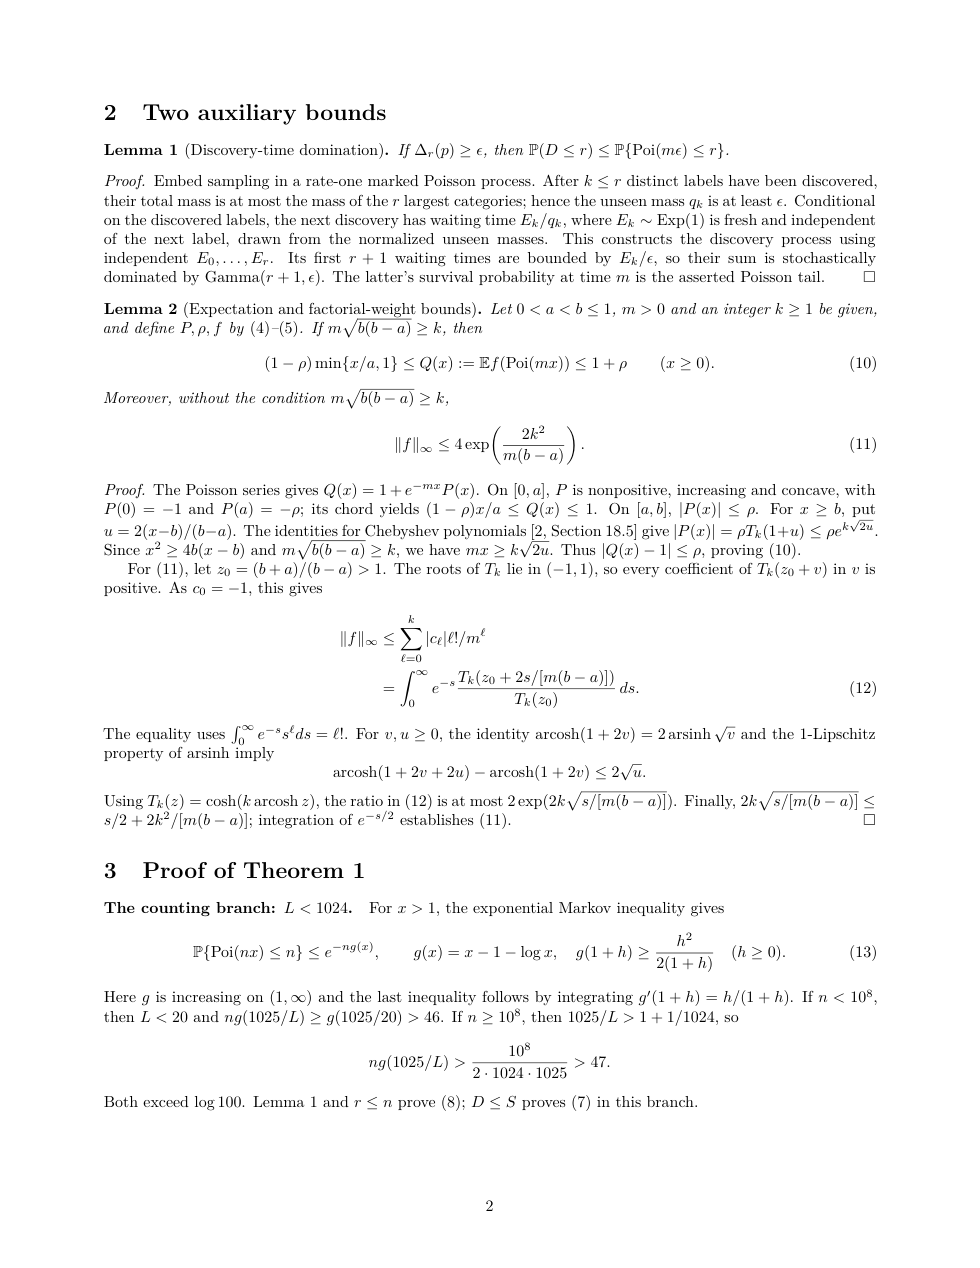 2 Two auxiliary bounds
Lemma 1 (Discovery-time domination). If Δ_r(p) ≥ ϵ, then ℙ(D ≤ r) ≤ ℙ{Poi(mϵ) ≤ r}.
Proof. Embed sampling in a rate-one marked Poisson process. After k ≤ r distinct labels have been discovered,
their total mass is at most the mass of the r largest categories; hence the unseen mass q_k is at least ϵ. Conditional
on the discovered labels, the next discovery has waiting time E_k/q_k, where E_k ∼ Exp(1) is fresh and independent
of the next label, drawn from the normalized unseen masses. This constructs the discovery process using
independent E_0, . . . , E_r. Its first r + 1 waiting times are bounded by E_k/ϵ, so their sum is stochastically
dominated by Gamma(r + 1, ϵ). The latter's survival probability at time m is the asserted Poisson tail. □
Lemma 2 (Expectation and factorial-weight bounds). Let 0 < a < b ≤ 1, m > 0 and an integer k ≥ 1 be given,
and define P, ρ, f by (4)–(5). If m√(b(b − a)) ≥ k, then
(1 − ρ) min{x/a, 1} ≤ Q(x) := 𝔼f(Poi(mx)) ≤ 1 + ρ (x ≥ 0). (10)
Moreover, without the condition m√(b(b − a)) ≥ k,
‖f‖_∞ ≤ 4 exp(2k²/(m(b − a))). (11)
Proof. The Poisson series gives Q(x) = 1 + e^{−mx}P(x). On [0, a], P is nonpositive, increasing and concave, with
P(0) = −1 and P(a) = −ρ; its chord yields (1 − ρ)x/a ≤ Q(x) ≤ 1. On [a, b], |P(x)| ≤ ρ. For x ≥ b, put
u = 2(x−b)/(b−a). The identities for Chebyshev polynomials [2, Section 18.5] give |P(x)| = ρT_k(1+u) ≤ ρe^{k√(2u)}.
Since x² ≥ 4b(x − b) and m√(b(b − a)) ≥ k, we have mx ≥ k√(2u). Thus |Q(x) − 1| ≤ ρ, proving (10).
For (11), let z_0 = (b + a)/(b − a) > 1. The roots of T_k lie in (−1, 1), so every coefficient of T_k(z_0 + v) in v is
positive. As c_0 = −1, this gives
‖f‖_∞ ≤ ∑_{ℓ=0}^{k} |c_ℓ|ℓ!/m^ℓ
= ∫_0^∞ e^{−s} T_k(z_0 + 2s/[m(b − a)])/T_k(z_0) ds. (12)
The equality uses ∫_0^∞ e^{−s}s^ℓ ds = ℓ!. For v, u ≥ 0, the identity arcosh(1 + 2v) = 2 arsinh √v and the 1-Lipschitz
property of arsinh imply
arcosh(1 + 2v + 2u) − arcosh(1 + 2v) ≤ 2√u.
Using T_k(z) = cosh(k arcosh z), the ratio in (12) is at most 2 exp(2k√(s/[m(b − a)])). Finally, 2k√(s/[m(b − a)]) ≤
s/2 + 2k²/[m(b − a)]; integration of e^{−s/2} establishes (11). □
3 Proof of Theorem 1
The counting branch: L < 1024. For x > 1, the exponential Markov inequality gives
ℙ{Poi(nx) ≤ n} ≤ e^{−ng(x)}, g(x) = x − 1 − log x, g(1 + h) ≥ h²/(2(1 + h)) (h ≥ 0). (13)
Here g is increasing on (1, ∞) and the last inequality follows by integrating g′(1 + h) = h/(1 + h). If n < 10⁸,
then L < 20 and ng(1025/L) ≥ g(1025/20) > 46. If n ≥ 10⁸, then 1025/L > 1 + 1/1024, so
ng(1025/L) > 10⁸/(2 · 1024 · 1025) > 47.
Both exceed log 100. Lemma 1 and r ≤ n prove (8); D ≤ S proves (7) in this branch.
2